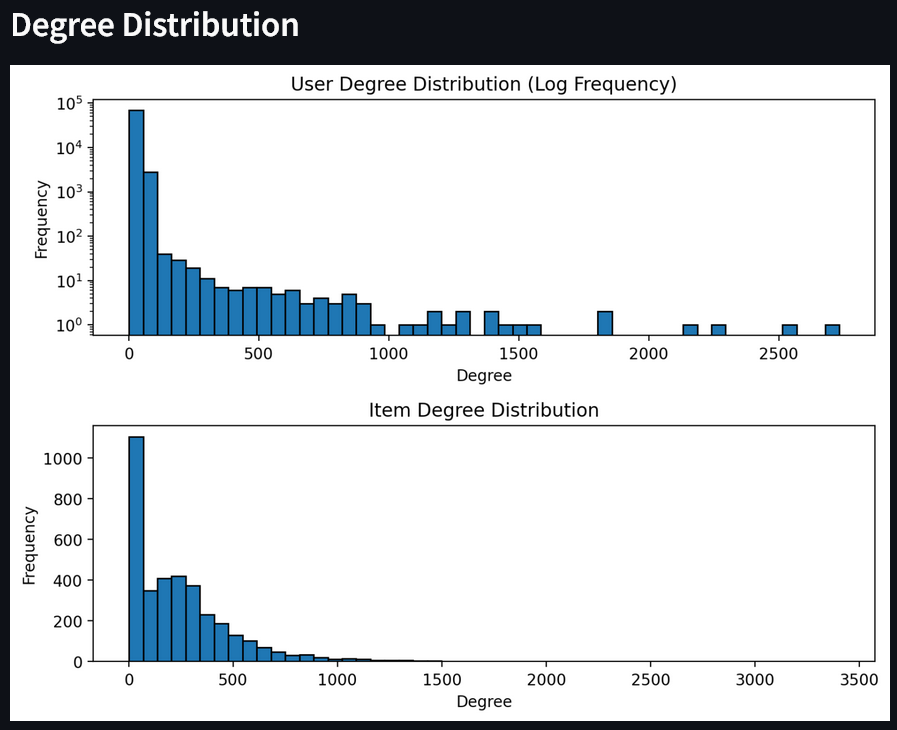 Degree Distribution
User Degree Distribution (Log Frequency)
10⁵
10⁴
10³
10²
10¹
10⁰
Frequency
0 500 1000 1500 2000 2500
Degree
Item Degree Distribution
1000
800
600
400
200
0
Frequency
0 500 1000 1500 2000 2500 3000 3500
Degree